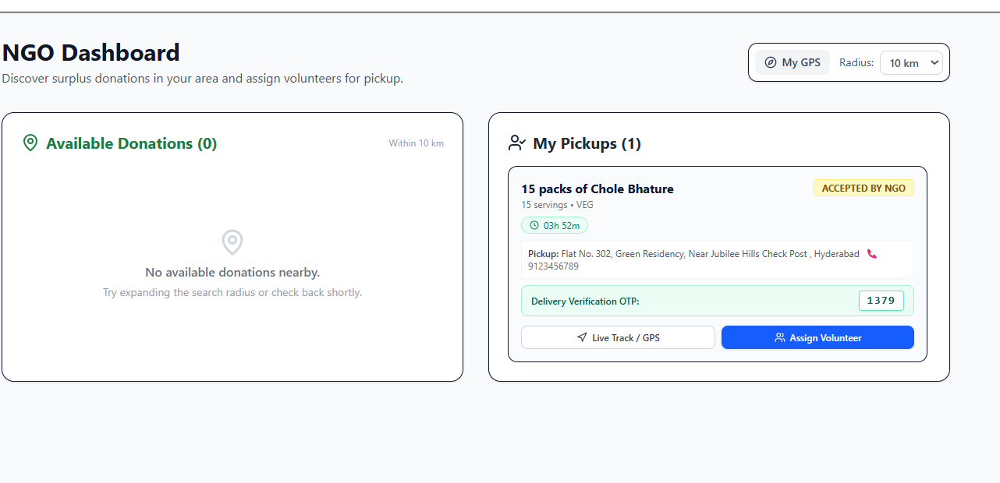 NGO Dashboard
Discover surplus donations in your area and assign volunteers for pickup.
My GPS
Radius:
10 km
Available Donations (0)
Within 10 km
No available donations nearby.
Try expanding the search radius or check back shortly.
My Pickups (1)
15 packs of Chole Bhature
ACCEPTED BY NGO
15 servings • VEG
03h 52m
Pickup: Flat No. 302, Green Residency, Near Jubilee Hills Check Post , Hyderabad 📞
9123456789
Delivery Verification OTP:
1379
Live Track / GPS
Assign Volunteer